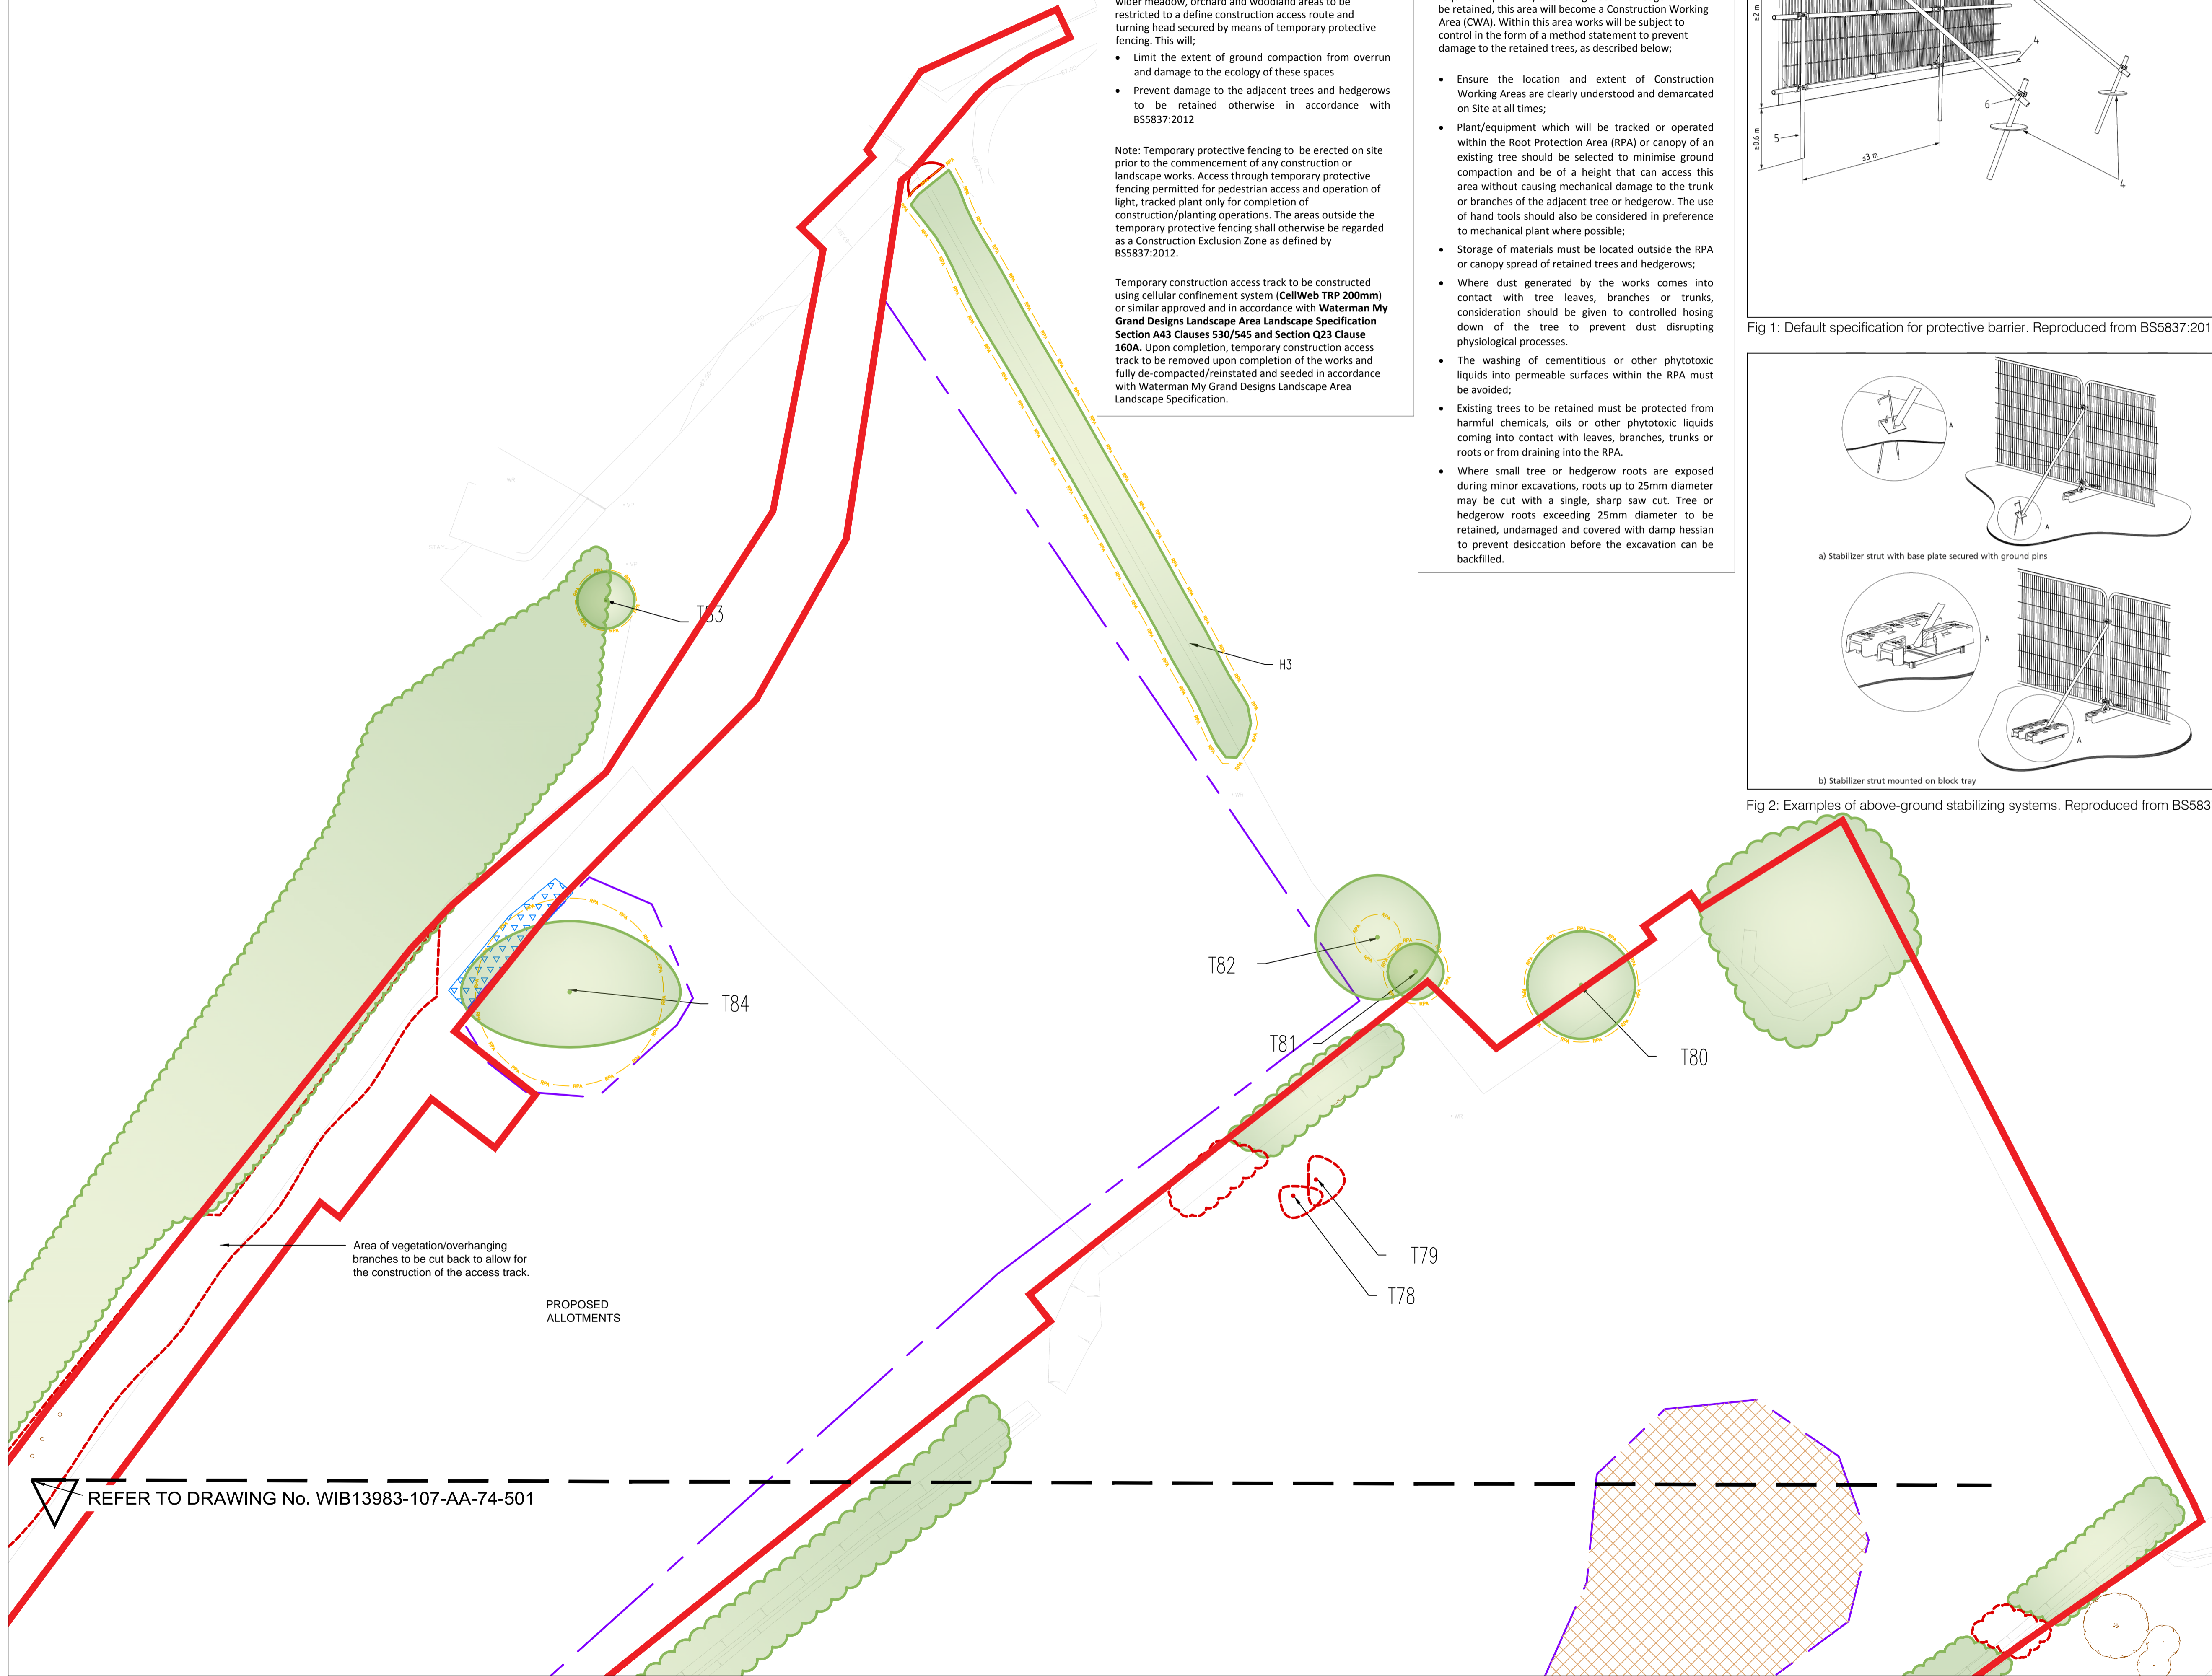 wider meadow, orchard and woodland areas to be
restricted to a define construction access route and
turning head secured by means of temporary protective
fencing. This will;
• Limit the extent of ground compaction from overrun
and damage to the ecology of these spaces
• Prevent damage to the adjacent trees and hedgerows
to be retained otherwise in accordance with
BS5837:2012
Note: Temporary protective fencing to be erected on site
prior to the commencement of any construction or
landscape works. Access through temporary protective
fencing permitted for pedestrian access and operation of
light, tracked plant only for completion of
construction/planting operations. The areas outside the
temporary protective fencing shall otherwise be regarded
as a Construction Exclusion Zone as defined by
BS5837:2012.
Temporary construction access track to be constructed
using cellular confinement system (CellWeb TRP 200mm)
or similar approved and in accordance with Waterman My
Grand Designs Landscape Area Landscape Specification
Section A43 Clauses 530/545 and Section Q23 Clause
160A. Upon completion, temporary construction access
track to be removed upon completion of the works and
fully de-compacted/reinstated and seeded in accordance
with Waterman My Grand Designs Landscape Area
Landscape Specification.
be retained, this area will become a Construction Working
Area (CWA). Within this area works will be subject to
control in the form of a method statement to prevent
damage to the retained trees, as described below;
• Ensure the location and extent of Construction
Working Areas are clearly understood and demarcated
on Site at all times;
• Plant/equipment which will be tracked or operated
within the Root Protection Area (RPA) or canopy of an
existing tree should be selected to minimise ground
compaction and be of a height that can access this
area without causing mechanical damage to the trunk
or branches of the adjacent tree or hedgerow. The use
of hand tools should also be considered in preference
to mechanical plant where possible;
• Storage of materials must be located outside the RPA
or canopy spread of retained trees and hedgerows;
• Where dust generated by the works comes into
contact with tree leaves, branches or trunks,
consideration should be given to controlled hosing
down of the tree to prevent dust disrupting
physiological processes.
• The washing of cementitious or other phytotoxic
liquids into permeable surfaces within the RPA must
be avoided;
• Existing trees to be retained must be protected from
harmful chemicals, oils or other phytotoxic liquids
coming into contact with leaves, branches, trunks or
roots or from draining into the RPA.
• Where small tree or hedgerow roots are exposed
during minor excavations, roots up to 25mm diameter
may be cut with a single, sharp saw cut. Tree or
hedgerow roots exceeding 25mm diameter to be
retained, undamaged and covered with damp hessian
to prevent desiccation before the excavation can be
backfilled.
≥2 m
≥0.6 m
≤3 m
4
5
6
4
Fig 1: Default specification for protective barrier. Reproduced from BS5837:201
A
A
a) Stabilizer strut with base plate secured with ground pins
A
A
b) Stabilizer strut mounted on block tray
Fig 2: Examples of above-ground stabilizing systems. Reproduced from BS583
H3
T84
T82
T81
T80
T79
T78
Area of vegetation/overhanging
branches to be cut back to allow for
the construction of the access track.
PROPOSED
ALLOTMENTS
REFER TO DRAWING No. WIB13983-107-AA-74-501